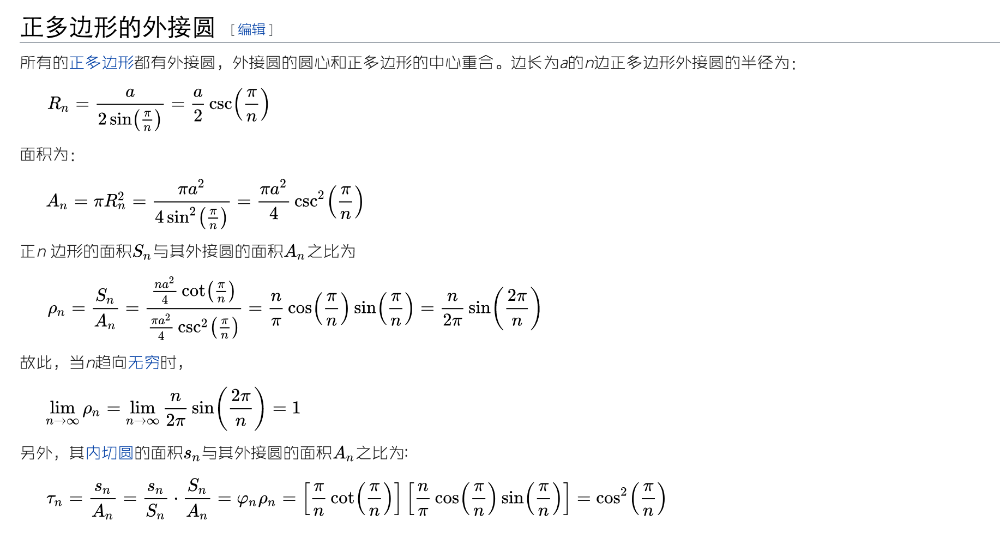 正多边形的外接圆 [编辑]
所有的正多边形都有外接圆，外接圆的圆心和正多边形的中心重合。边长为a的n边正多边形外接圆的半径为：
$R_n = \frac{a}{2\sin\left(\frac{\pi}{n}\right)} = \frac{a}{2}\csc\left(\frac{\pi}{n}\right)$
面积为：
$A_n = \pi R_n^2 = \frac{\pi a^2}{4\sin^2\left(\frac{\pi}{n}\right)} = \frac{\pi a^2}{4}\csc^2\left(\frac{\pi}{n}\right)$
正n 边形的面积$S_n$与其外接圆的面积$A_n$之比为
$\rho_n = \frac{S_n}{A_n} = \frac{\frac{na^2}{4}\cot\left(\frac{\pi}{n}\right)}{\frac{\pi a^2}{4}\csc^2\left(\frac{\pi}{n}\right)} = \frac{n}{\pi}\cos\left(\frac{\pi}{n}\right)\sin\left(\frac{\pi}{n}\right) = \frac{n}{2\pi}\sin\left(\frac{2\pi}{n}\right)$
故此，当n趋向无穷时，
$\lim_{n\to\infty}\rho_n = \lim_{n\to\infty}\frac{n}{2\pi}\sin\left(\frac{2\pi}{n}\right) = 1$
另外，其内切圆的面积$s_n$与其外接圆的面积$A_n$之比为:
$\tau_n = \frac{s_n}{A_n} = \frac{s_n}{S_n}\cdot\frac{S_n}{A_n} = \varphi_n\rho_n = \left[\frac{\pi}{n}\cot\left(\frac{\pi}{n}\right)\right]\left[\frac{n}{\pi}\cos\left(\frac{\pi}{n}\right)\sin\left(\frac{\pi}{n}\right)\right] = \cos^2\left(\frac{\pi}{n}\right)$